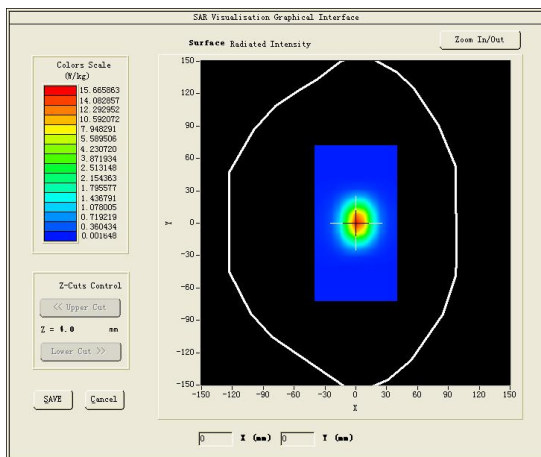 SAR Visualisation Graphical Interface
Surface Radiated Intensity
Zoom In/Out
Colors Scale
(W/kg)
15.665863
14.082857
12.292952
10.592072
7.948291
5.589506
4.230720
3.871934
2.513148
2.154363
1.795577
1.436791
1.078005
0.719219
0.360434
0.001648
150
120
90
60
30
0
-30
-60
-90
-120
-150
Y
-150 -120 -90 -60 -30 0 30 60 90 120 150
X
Z-Cuts Control
<< Upper Cut
Z = 4.0 mm
Lower Cut >>
SAVE Cancel
0 X (mm) 0 Y (mm)